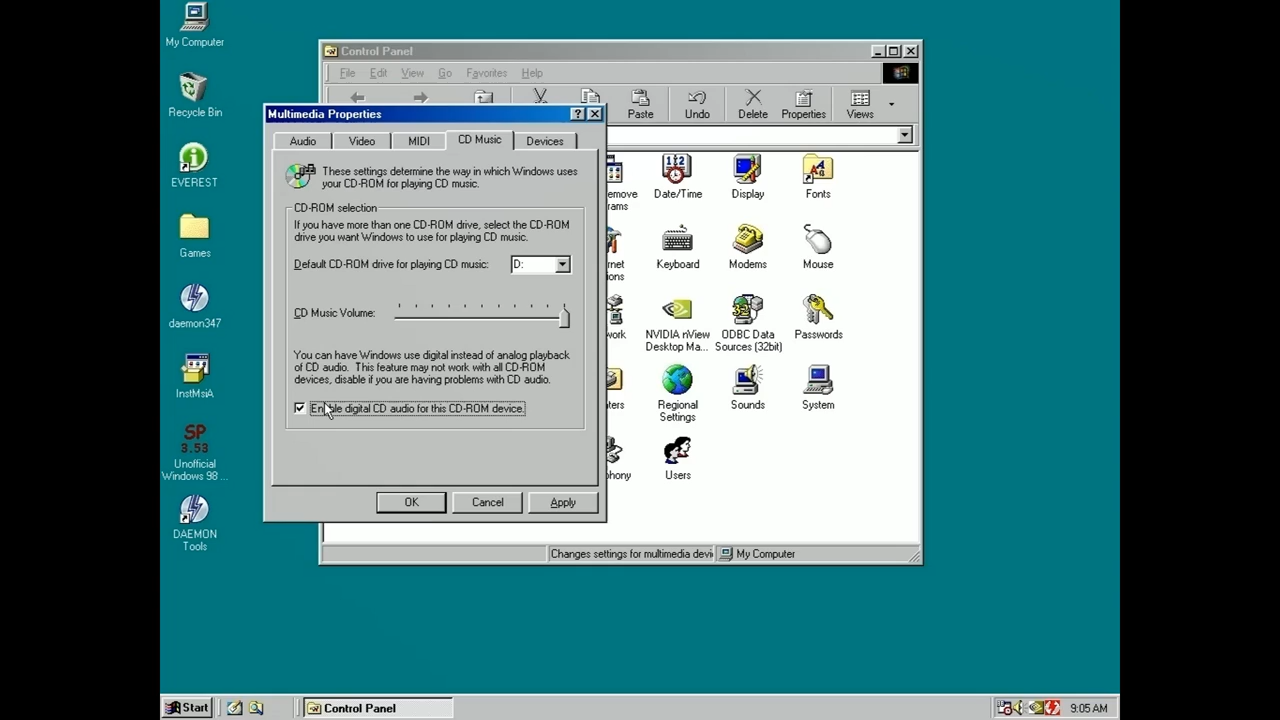 My Computer
Recycle Bin
EVEREST
Games
daemon347
InstMsiA
SP
3.53
Unofficial
Windows 98 ...
DAEMON
Tools
Control Panel
File Edit View Go Favorites Help
Paste Undo Delete Properties Views
Multimedia Properties
Audio Video MIDI CD Music Devices
These settings determine the way in which Windows uses
your CD-ROM for playing CD music.
CD-ROM selection
If you have more than one CD-ROM drive, select the CD-ROM
drive you want Windows to use for playing CD music.
Default CD-ROM drive for playing CD music: D:
CD Music Volume:
You can have Windows use digital instead of analog playback
of CD audio. This feature may not work with all CD-ROM
devices, disable if you are having problems with CD audio.
Enable digital CD audio for this CD-ROM device.
OK Cancel Apply
Date/Time Display Fonts
Keyboard Modems Mouse
NVIDIA nView
Desktop Ma...
ODBC Data
Sources (32bit)
Passwords
Regional
Settings
Sounds System
Users
Changes settings for multimedia devi
My Computer
Start Control Panel 9:05 AM